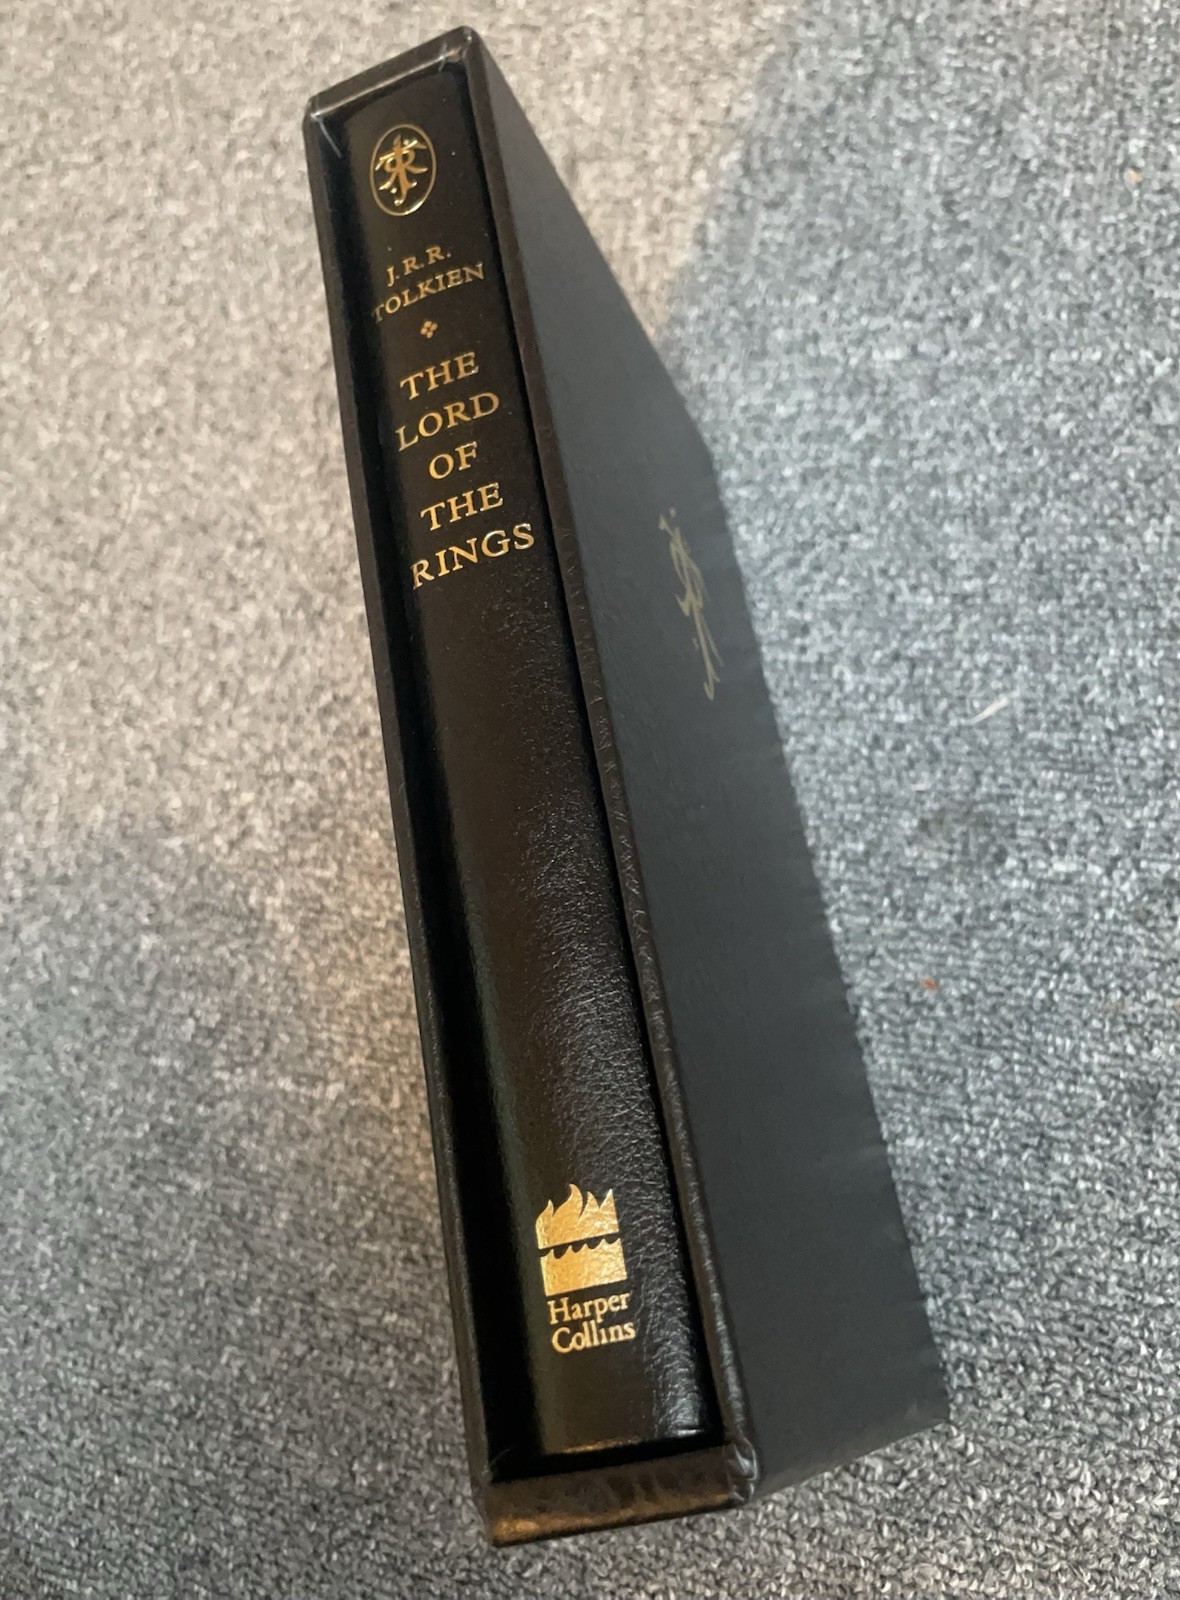 J.R.R.
TOLKIEN
THE
LORD
OF
THE
RINGS
Harper
Collins